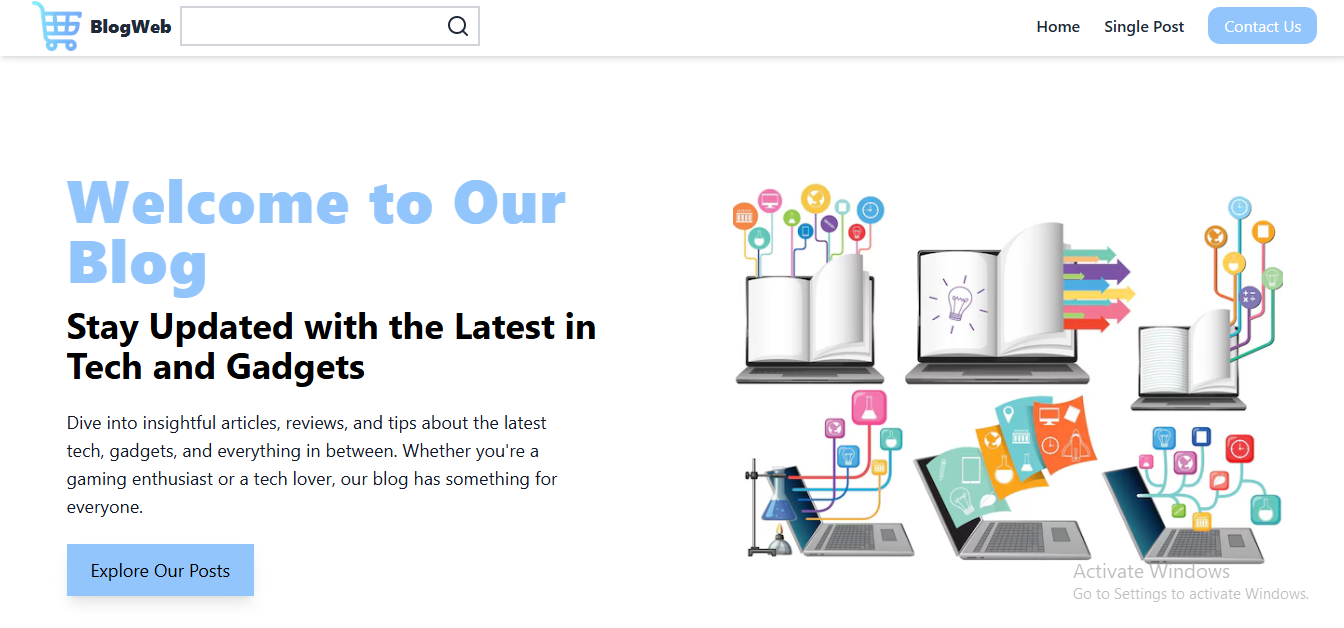 BlogWeb
Home
Single Post
Contact Us
Welcome to Our
Blog
Stay Updated with the Latest in
Tech and Gadgets
Dive into insightful articles, reviews, and tips about the latest
tech, gadgets, and everything in between. Whether you're a
gaming enthusiast or a tech lover, our blog has something for
everyone.
Explore Our Posts
Activate Windows
Go to Settings to activate Windows.